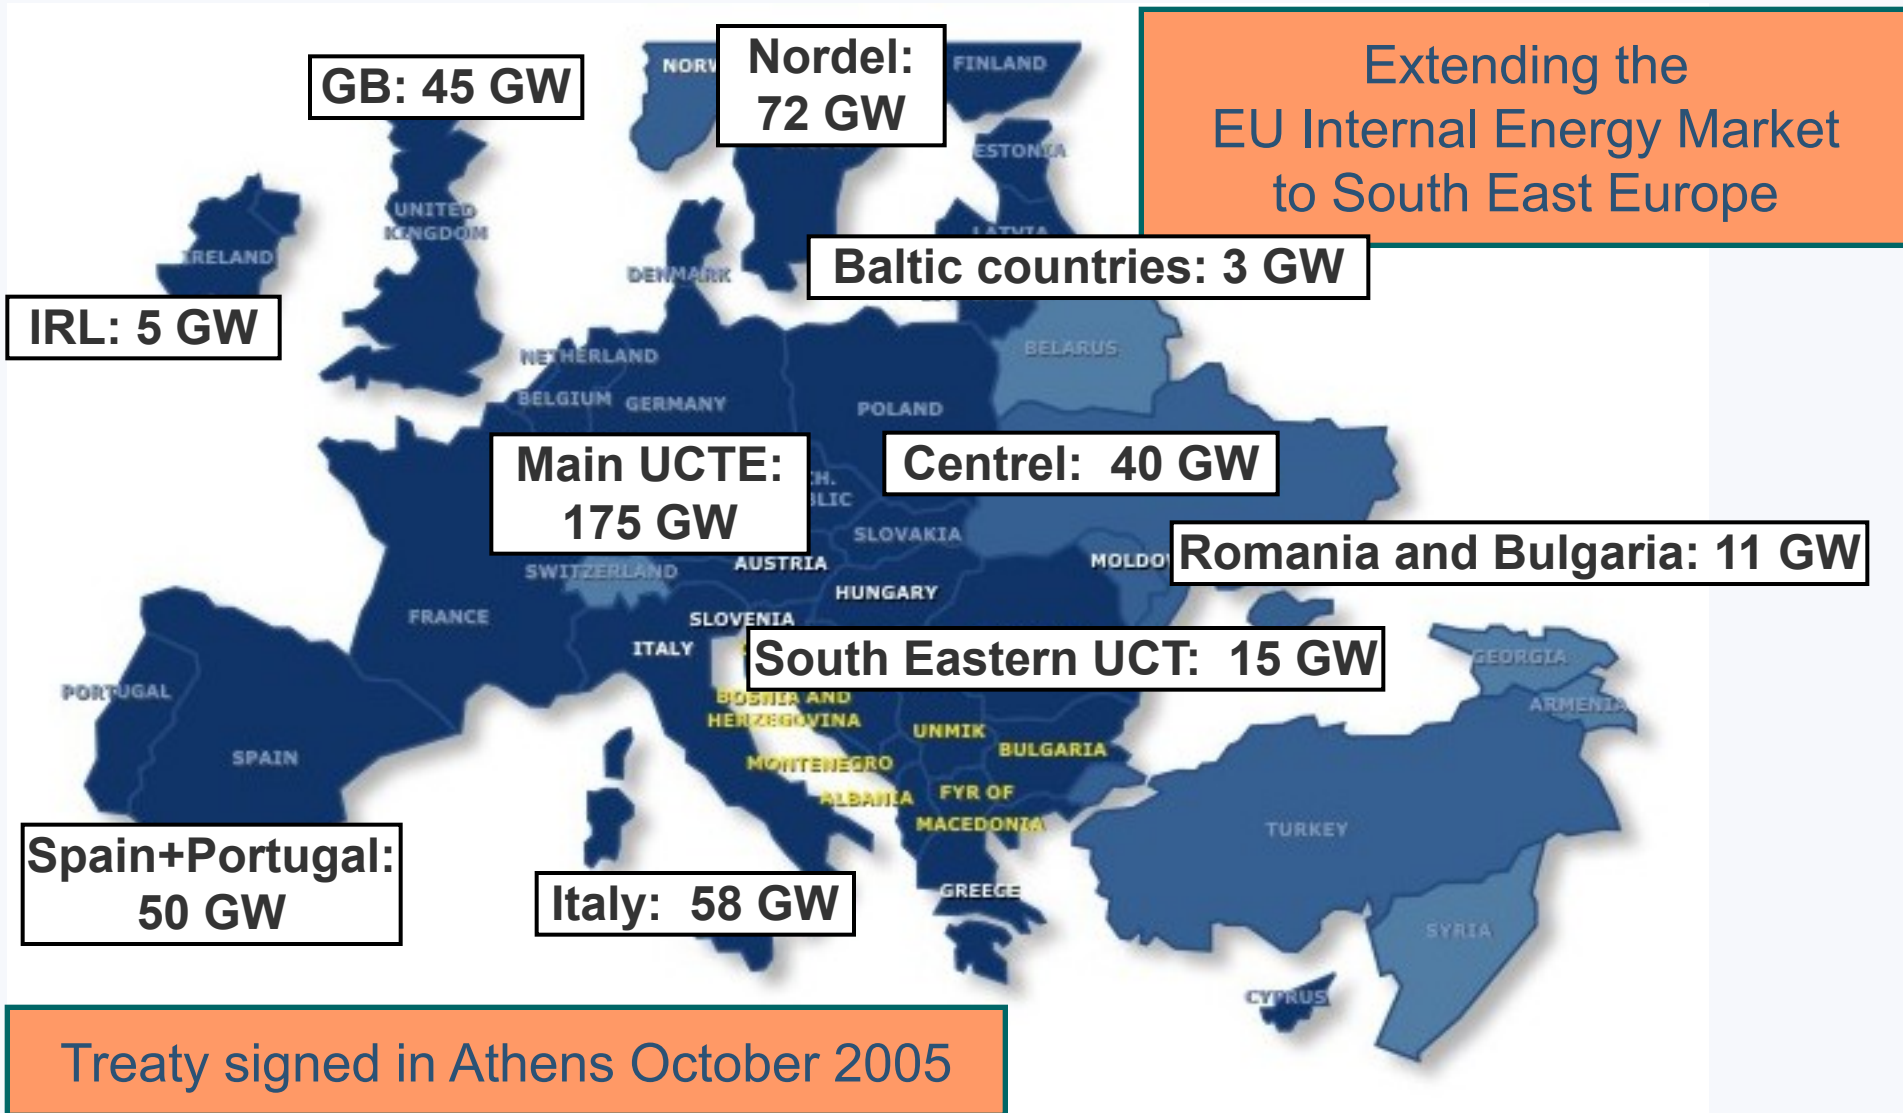 Extending the
EU Internal Energy Market
to South East Europe
GB: 45 GW
Nordel:
72 GW
FINLAND
ESTONIA
UNITED
KINGDOM
LATVIA
IRELAND
DENMARK
Baltic countries: 3 GW
IRL: 5 GW
NETHERLAND
BELARUS
BELGIUM
GERMANY
POLAND
Main UCTE:
175 GW
Centrel: 40 GW
SLOVAKIA
SWITZERLAND
AUSTRIA
Romania and Bulgaria: 11 GW
HUNGARY
FRANCE
SLOVENIA
ITALY
South Eastern UCT: 15 GW
GEORGIA
PORTUGAL
BOSNIA AND
HERZEGOVINA
ARMENIA
UNMIK
BULGARIA
SPAIN
MONTENEGRO
ALBANIA
FYR OF
MACEDONIA
TURKEY
Spain+Portugal:
50 GW
Italy: 58 GW
GREECE
SYRIA
CYPRUS
Treaty signed in Athens October 2005